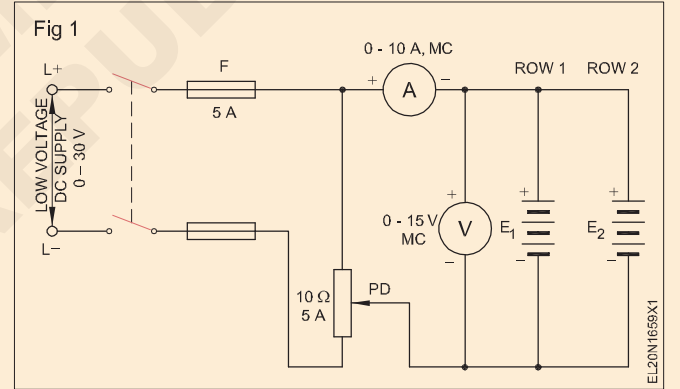 Fig 1
0 - 10 A, MC
ROW 1
ROW 2
L+
F
+
A
−
5 A
LOW VOLTAGE
DC SUPPLY
0 – 30 V
+
+
+
0 - 15 V
MC
V
E1
E2
L−
−
−
−
10 Ω
5 A
PD
EL20N1659X1